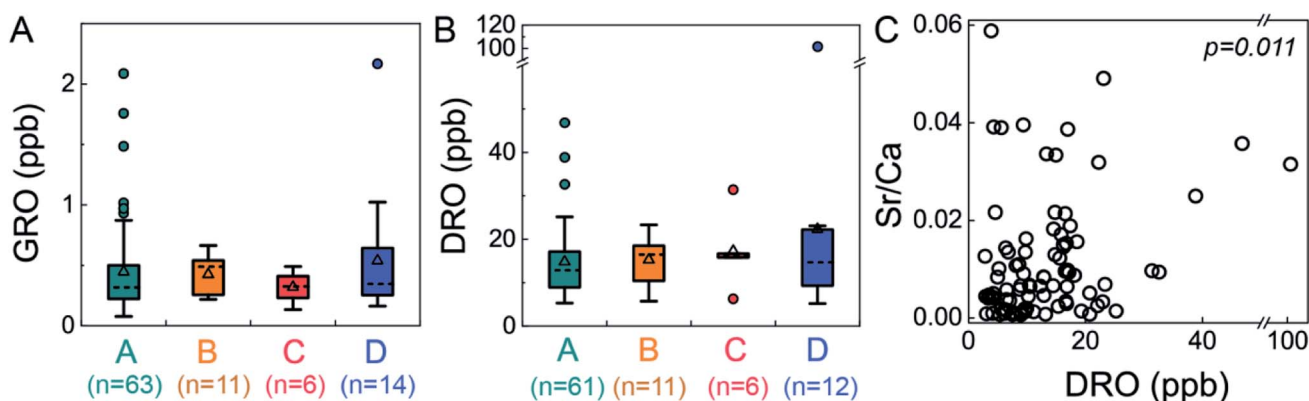 A
GRO (ppb)
2
1
0
A
B
C
D
(n=63)
(n=11)
(n=6)
(n=14)
B
DRO (ppb)
120
100
40
20
0
A
B
C
D
(n=61)
(n=11)
(n=6)
(n=12)
C
p=0.011
Sr/Ca
0.06
0.04
0.02
0.00
0
20
40
100
DRO (ppb)